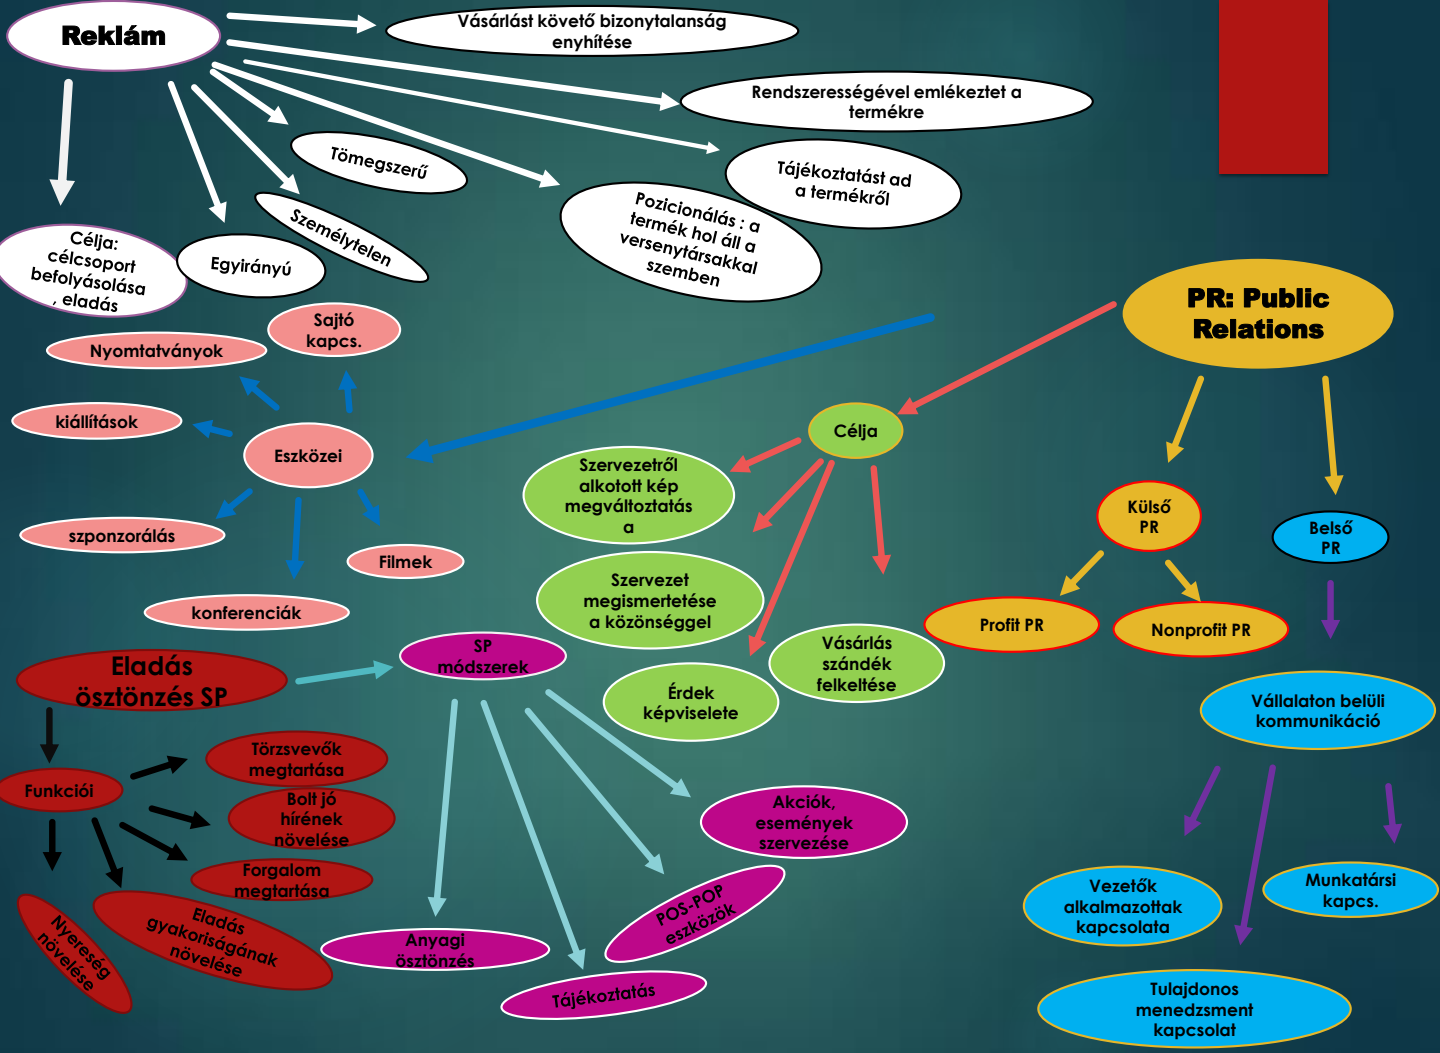 Reklám
Vásárlást követő bizonytalanság
enyhítése
Rendszerességével emlékeztet a
termékre
Tömegszerű
Tájékoztatást ad
a termékről
Pozicionálás : a
termék hol áll a
versenytársakkal
szemben
Személytelen
Egyirányú
Célja:
célcsoport
befolyásolása
, eladás
PR: Public
Relations
Sajtó
kapcs.
Nyomtatványok
kiállítások
Eszközei
szponzorálás
Filmek
konferenciák
Célja
Szervezetről
alkotott kép
megváltoztatás
a
Szervezet
megismertetése
a közönséggel
Vásárlás
szándék
felkeltése
Érdek
képviselete
Külső
PR
Belső
PR
Profit PR
Nonprofit PR
Vállalaton belüli
kommunikáció
Vezetők
alkalmazottak
kapcsolata
Munkatársi
kapcs.
Tulajdonos
menedzsment
kapcsolat
Eladás
ösztönzés SP
SP
módszerek
Funkciói
Törzsvevők
megtartása
Bolt jó
hírének
növelése
Forgalom
megtartása
Eladás
gyakoriságának
növelése
Nyereség
növelése
Akciók,
események
szervezése
POS-POP
eszközök
Anyagi
ösztönzés
Tájékoztatás